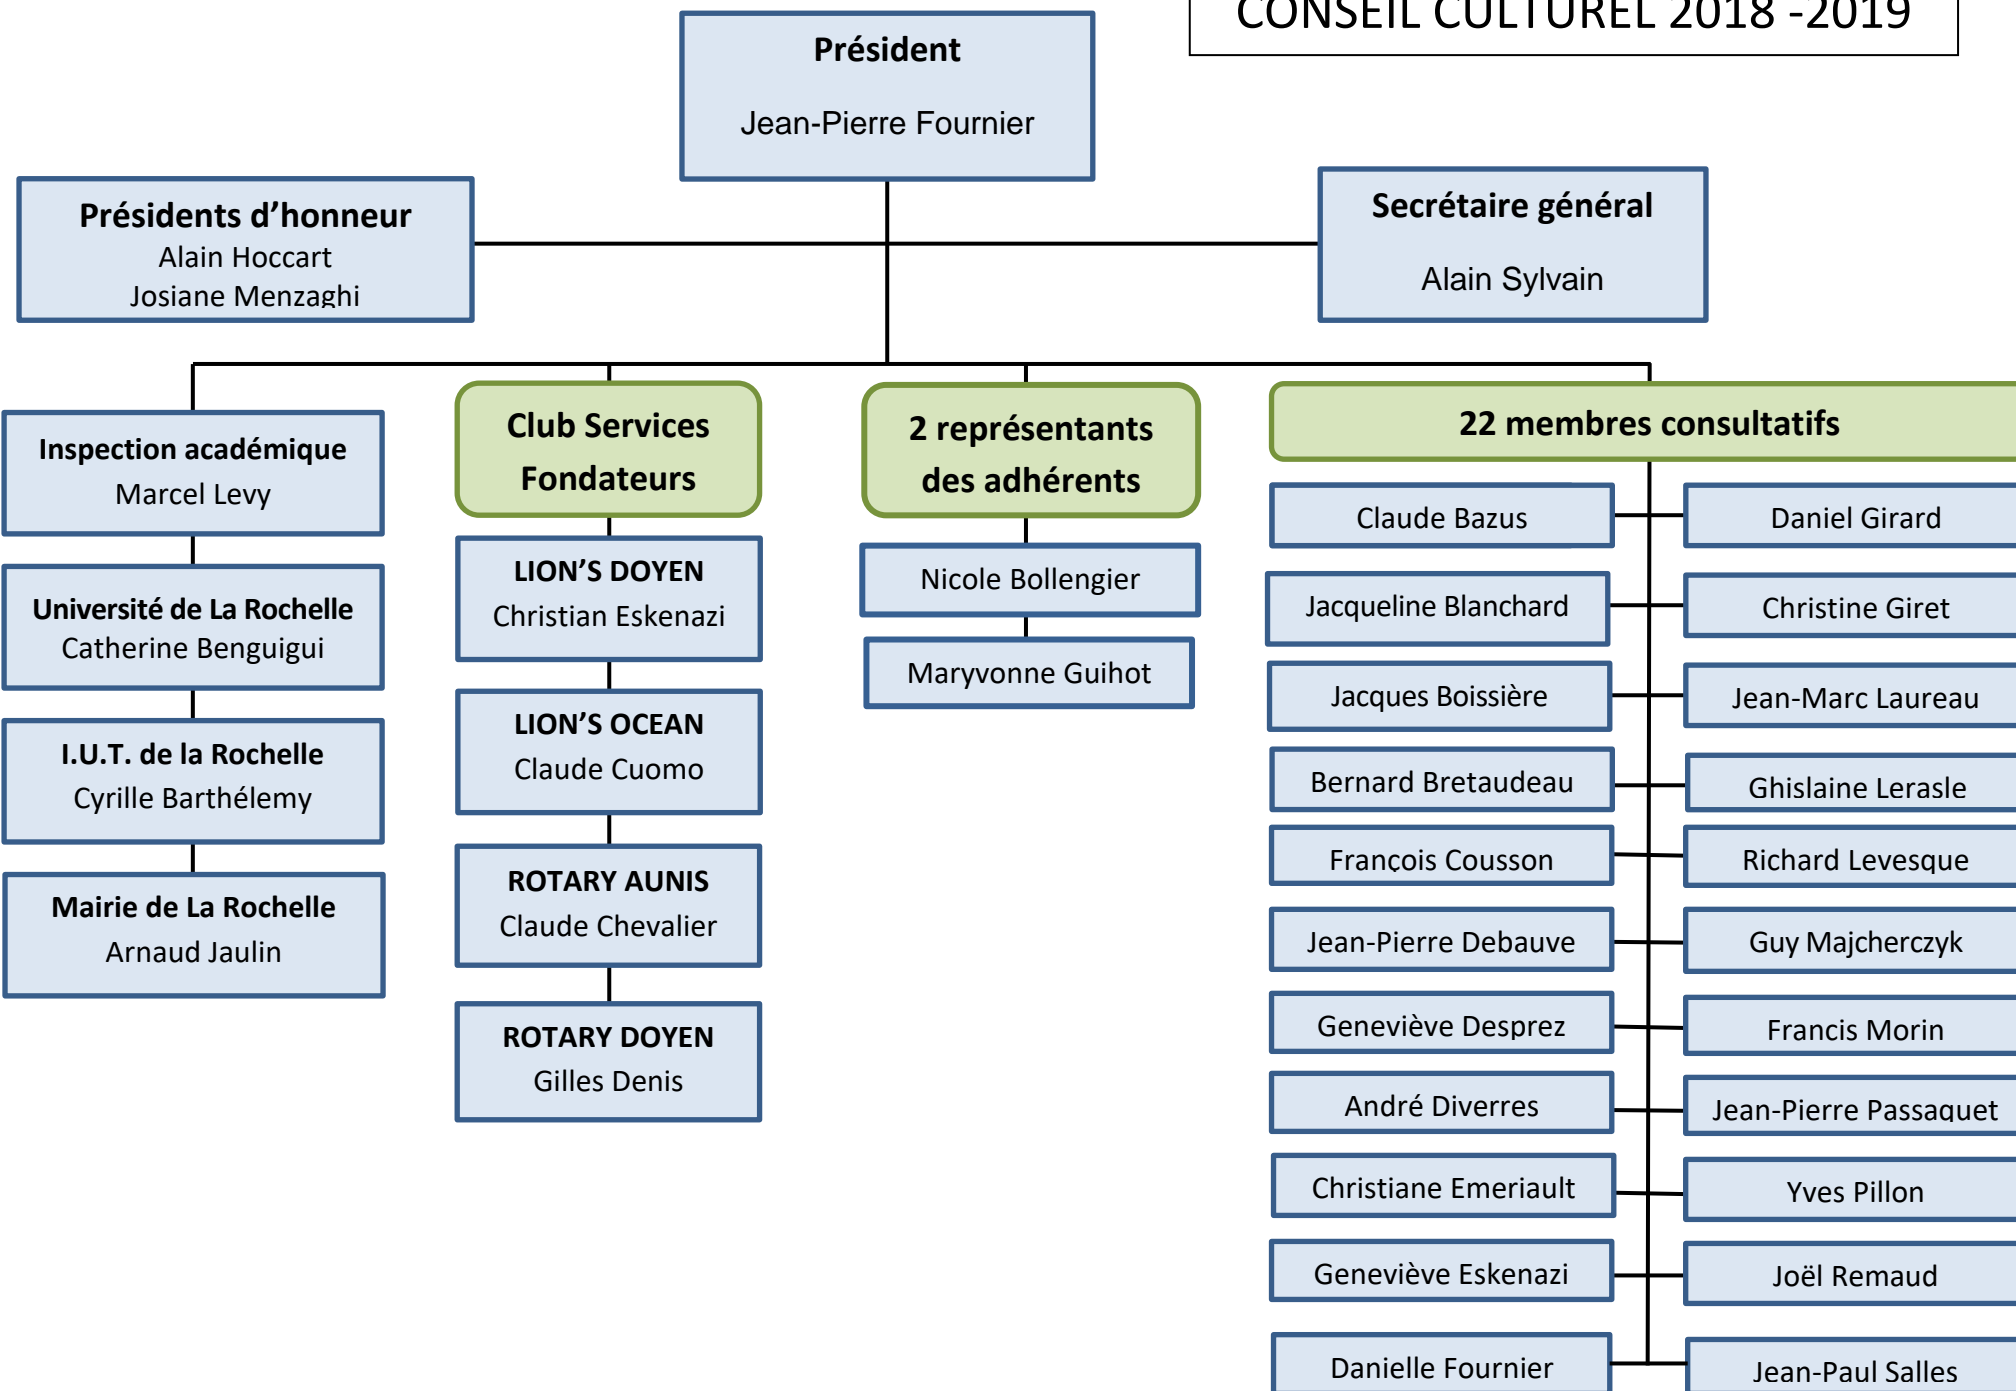 CONSEIL CULTUREL 2018 -2019
Président
Jean-Pierre Fournier
Présidents d’honneur
Alain Hoccart
Josiane Menzaghi
Secrétaire général
Alain Sylvain
Inspection académique
Marcel Levy
Université de La Rochelle
Catherine Benguigui
I.U.T. de la Rochelle
Cyrille Barthélemy
Mairie de La Rochelle
Arnaud Jaulin
Club Services
Fondateurs
LION’S DOYEN
Christian Eskenazi
LION’S OCEAN
Claude Cuomo
ROTARY AUNIS
Claude Chevalier
ROTARY DOYEN
Gilles Denis
2 représentants
des adhérents
Nicole Bollengier
Maryvonne Guihot
22 membres consultatifs
Claude Bazus
Jacqueline Blanchard
Jacques Boissière
Bernard Bretaudeau
François Cousson
Jean-Pierre Debauve
Geneviève Desprez
André Diverres
Christiane Emeriault
Geneviève Eskenazi
Danielle Fournier
Daniel Girard
Christine Giret
Jean-Marc Laureau
Ghislaine Lerasle
Richard Levesque
Guy Majcherczyk
Francis Morin
Jean-Pierre Passaquet
Yves Pillon
Joël Remaud
Jean-Paul Salles